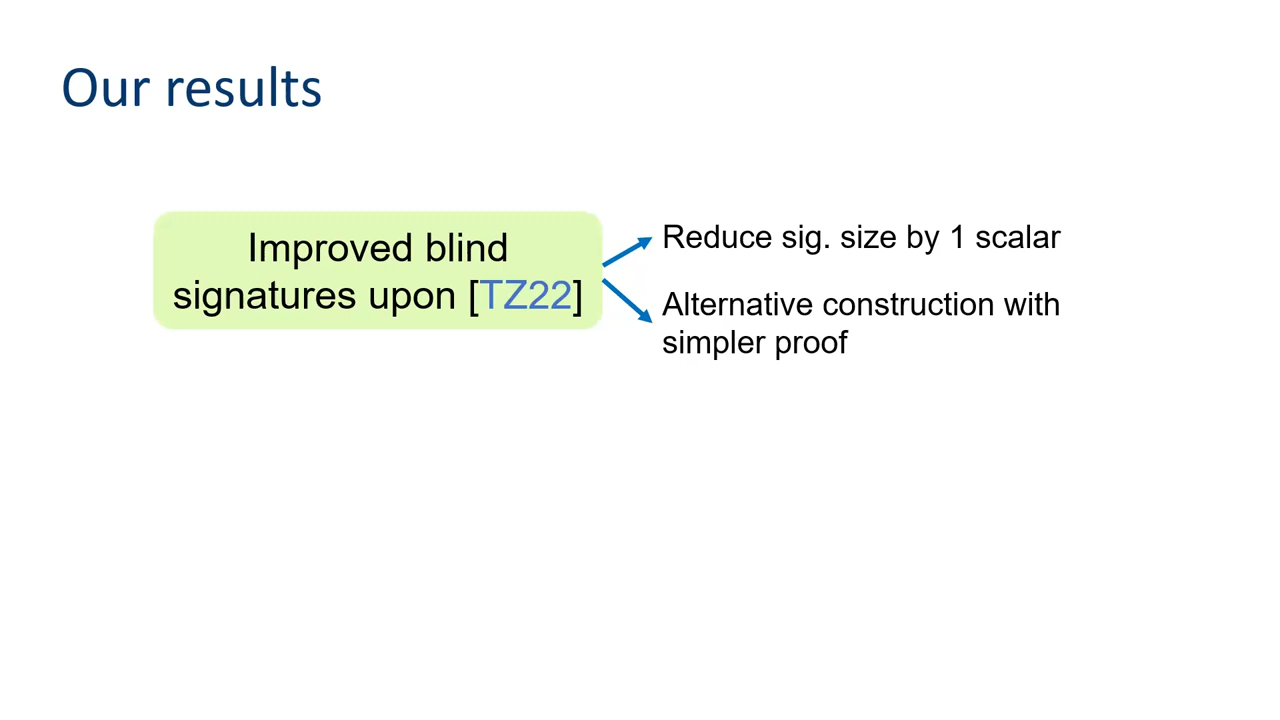 Our results
Improved blind
signatures upon [TZ22]
Reduce sig. size by 1 scalar
Alternative construction with
simpler proof